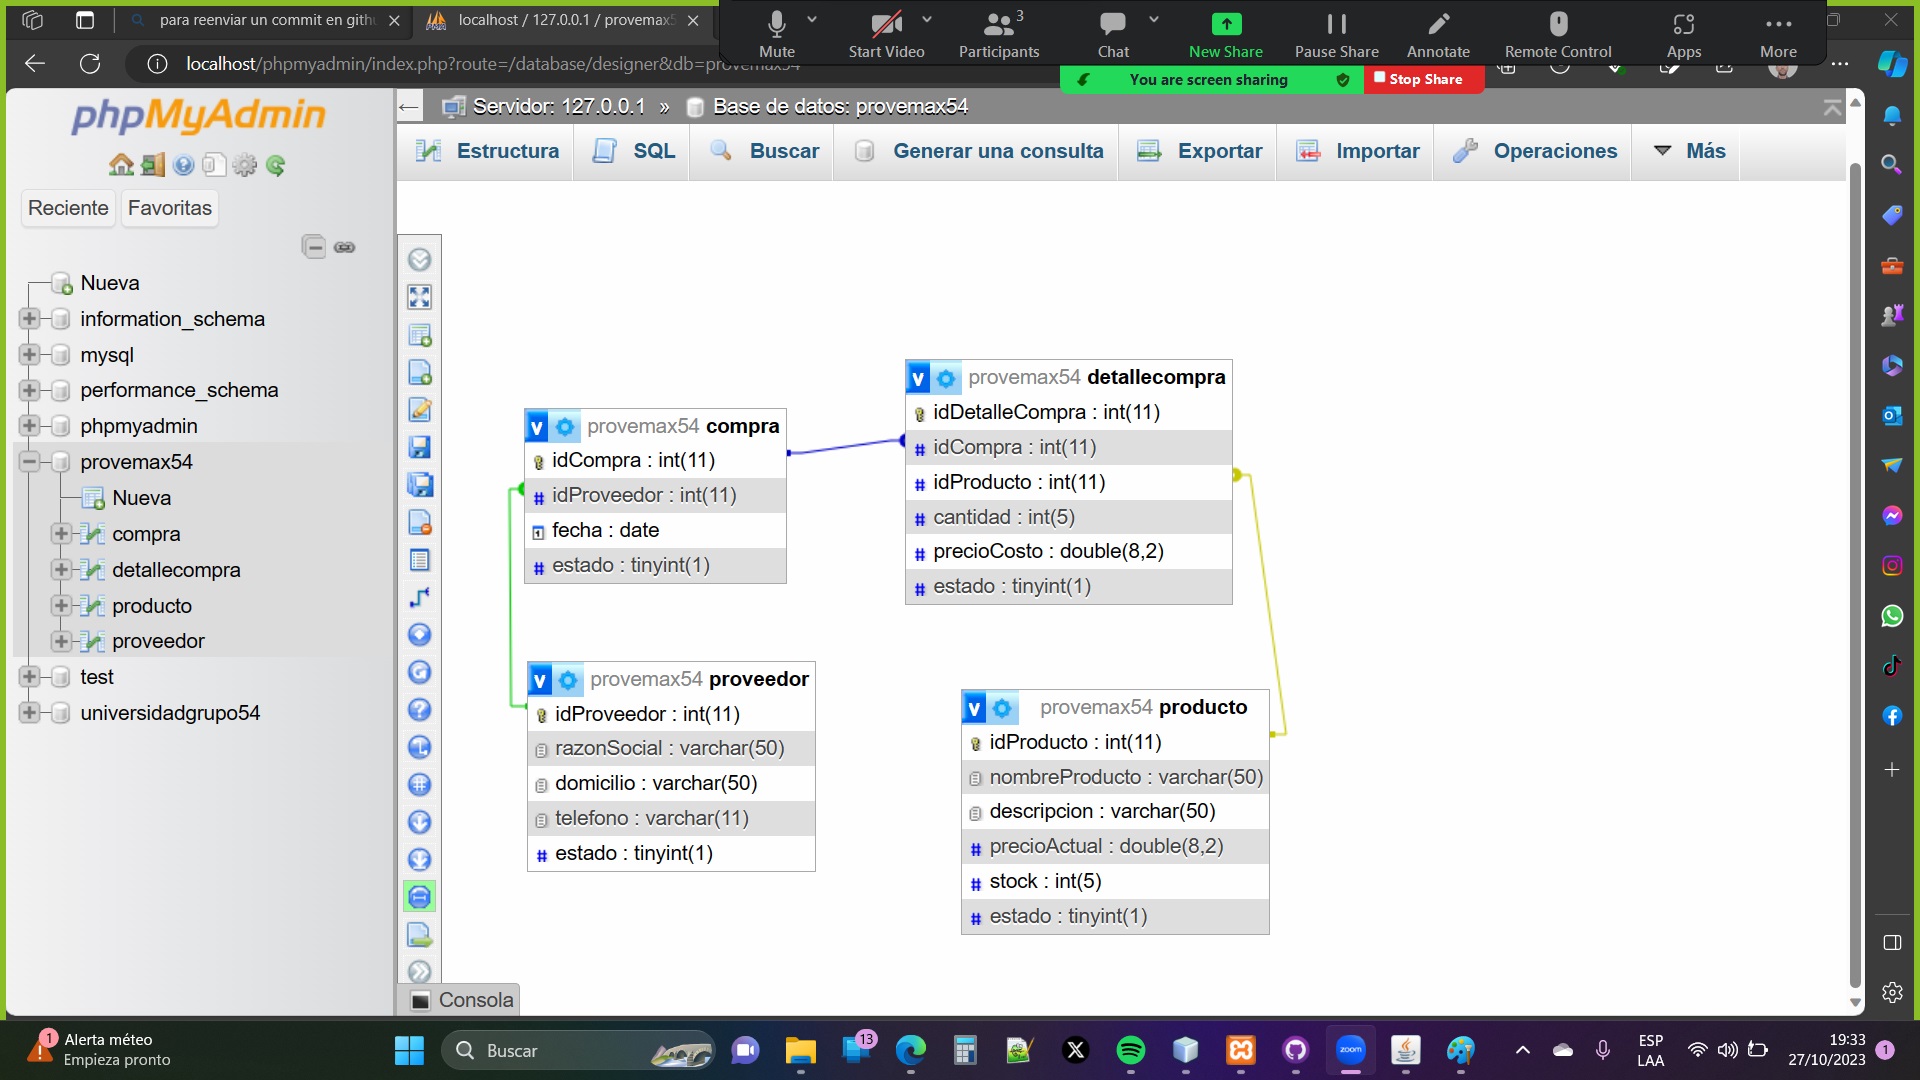 para reenviar un commit en githu
localhost / 127.0.0.1 / provemax5
Mute
Start Video
3
Participants
Chat
New Share
Pause Share
Annotate
Remote Control
Apps
More
localhost/phpmyadmin/index.php?route=/database/designer&db=provemax54
You are screen sharing
Stop Share
phpMyAdmin
Reciente
Favoritas
Nueva
information_schema
mysql
performance_schema
phpmyadmin
provemax54
Nueva
compra
detallecompra
producto
proveedor
test
universidadgrupo54
Servidor: 127.0.0.1 » Base de datos: provemax54
Estructura
SQL
Buscar
Generar una consulta
Exportar
Importar
Operaciones
Más
v provemax54 compra
idCompra : int(11)
# idProveedor : int(11)
fecha : date
# estado : tinyint(1)
v provemax54 detallecompra
idDetalleCompra : int(11)
# idCompra : int(11)
# idProducto : int(11)
# cantidad : int(5)
# precioCosto : double(8,2)
# estado : tinyint(1)
v provemax54 proveedor
idProveedor : int(11)
razonSocial : varchar(50)
domicilio : varchar(50)
telefono : varchar(11)
# estado : tinyint(1)
v provemax54 producto
idProducto : int(11)
nombreProducto : varchar(50)
descripcion : varchar(50)
# precioActual : double(8,2)
# stock : int(5)
# estado : tinyint(1)
Consola
1
Alerta méteo
Empieza pronto
Buscar
13
zoom
ESP
LAA
19:33
27/10/2023
1